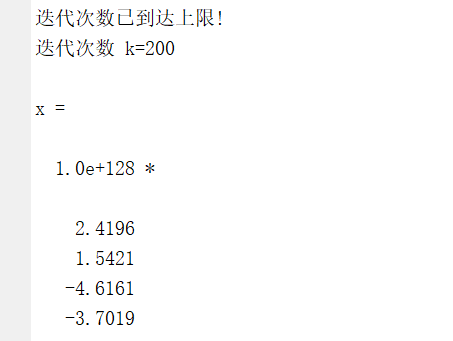 迭代次数已到达上限!
迭代次数 k=200
x =
1.0e+128 *
2.4196
1.5421
-4.6161
-3.7019